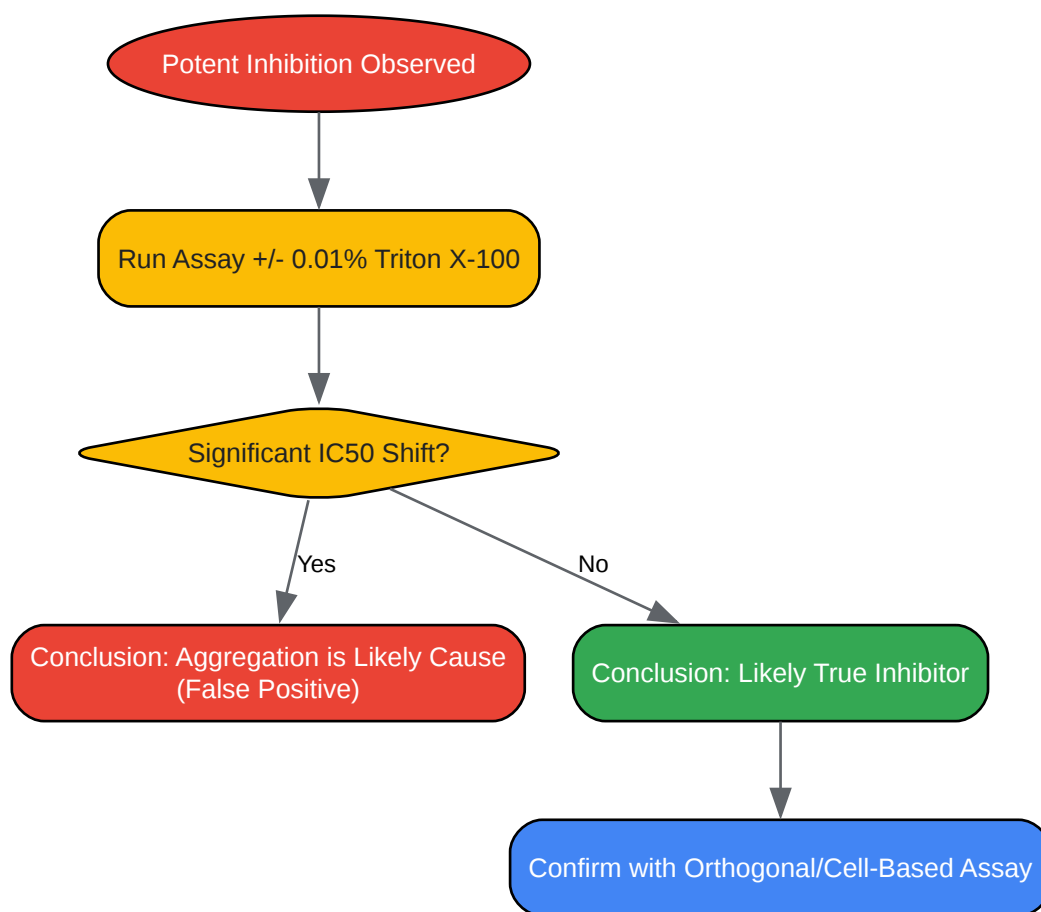 Potent Inhibition Observed
Run Assay +/- 0.01% Triton X-100
Significant IC50 Shift?
Yes
No
Conclusion: Aggregation is Likely Cause
(False Positive)
Conclusion: Likely True Inhibitor
Confirm with Orthogonal/Cell-Based Assay